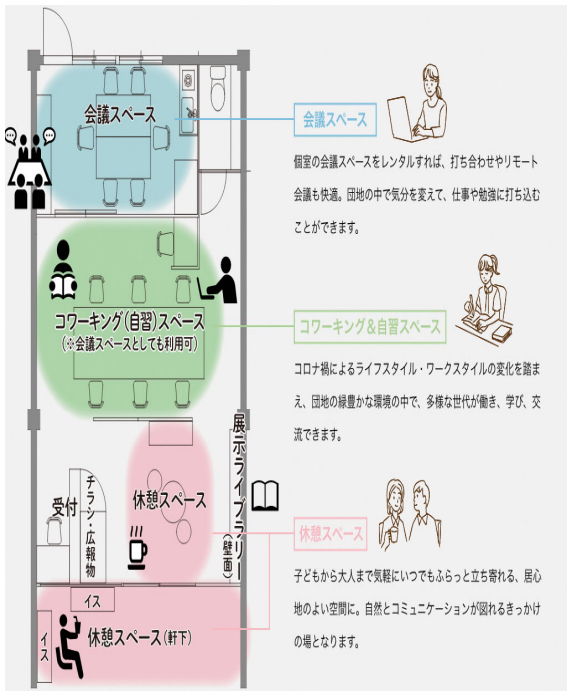 会議スペース
コワーキング(自習)スペース
(※会議スペースとしても利用可)
展示ライブラリー
(壁面)
受付
チラシ・広報物
休憩スペース
イス
イス
休憩スペース(軒下)
会議スペース
個室の会議スペースをレンタルすれば、打ち合わせやリモート
会議も快適。団地の中で気分を変えて、仕事や勉強に打ち込む
ことができます。
コワーキング&自習スペース
コロナ禍によるライフスタイル・ワークスタイルの変化を踏ま
え、団地の緑豊かな環境の中で、多様な世代が働き、学び、交
流できます。
休憩スペース
子どもから大人まで気軽にいつでもふらっと立ち寄れる、居心
地のよい空間に。自然とコミュニケーションが図れるきっかけ
の場となります。